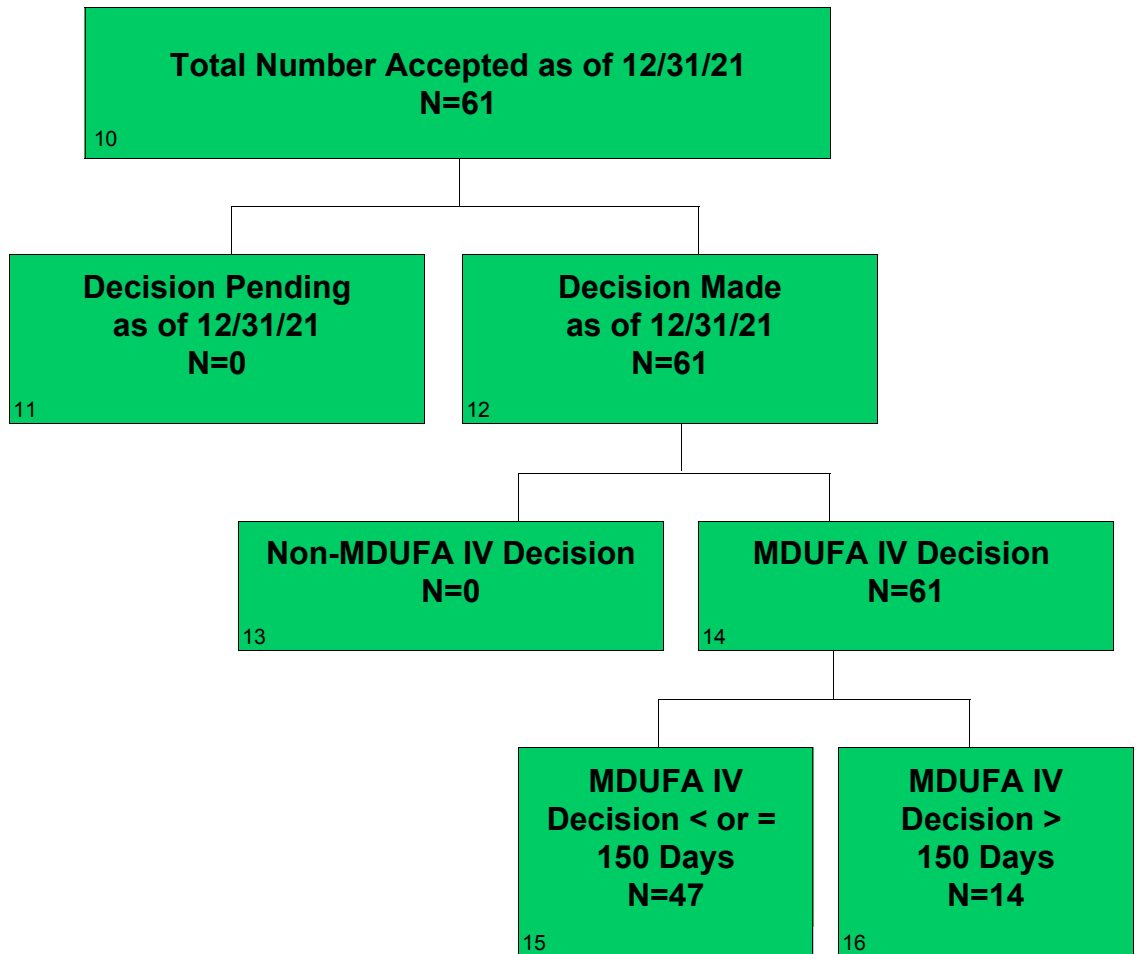 Total Number Accepted as of 12/31/21
N=61
10
Decision Pending
as of 12/31/21
N=0
11
Decision Made
as of 12/31/21
N=61
12
Non-MDUFA IV Decision
N=0
13
MDUFA IV Decision
N=61
14
MDUFA IV
Decision < or =
150 Days
N=47
15
MDUFA IV
Decision >
150 Days
N=14
16